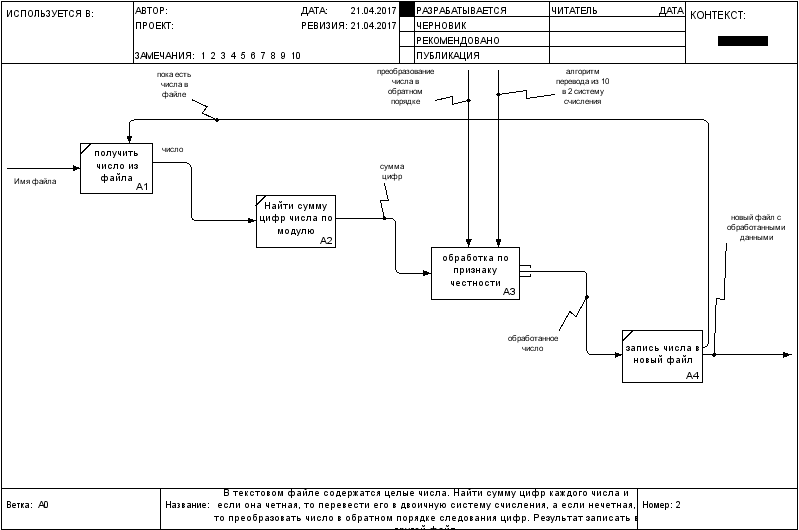 ИСПОЛЬЗУЕТСЯ В:
АВТОР:
ДАТА: 21.04.2017
ПРОЕКТ:
РЕВИЗИЯ: 21.04.2017
ЗАМЕЧАНИЯ: 1 2 3 4 5 6 7 8 9 10
РАЗРАБАТЫВАЕТСЯ
ЧЕРНОВИК
РЕКОМЕНДОВАНО
ПУБЛИКАЦИЯ
ЧИТАТЕЛЬ
ДАТА
КОНТЕКСТ:
пока есть
числа в
файле
преобразование
числа в
обратном
порядке
алгоритм
перевода из 10
в 2 систему
счисления
Имя файла
получить
число из
файла
A1
число
Найти сумму
цифр числа по
модулю
A2
сумма
цифр
обработка по
признаку
честности
A3
обработанное
число
новый файл с
обработанными
данными
запись числа в
новый файл
A4
Ветка: A0
Название:
В текстовом файле содержатся целые числа. Найти сумму цифр каждого числа и
если она четная, то перевести его в двоичную систему счисления, а если нечетная,
то преобразовать число в обратном порядке следования цифр. Результат записать в
другой файл
Номер: 2